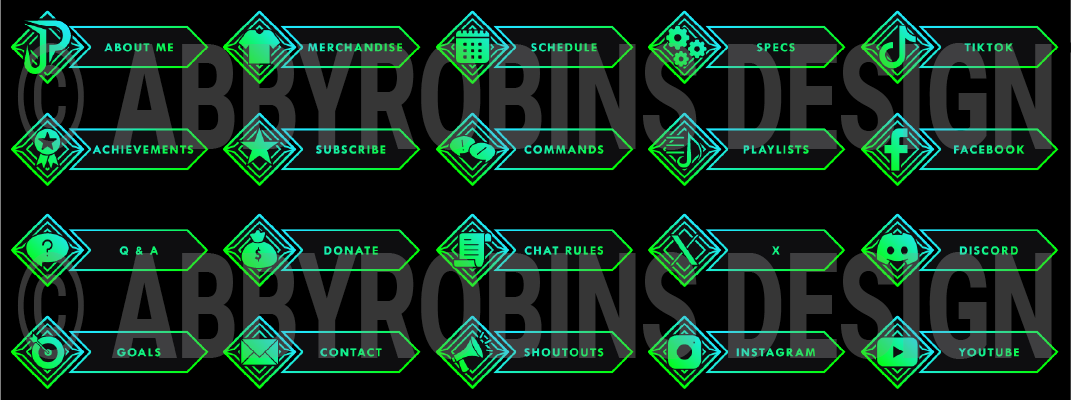 ABOUT ME
MERCHANDISE
SCHEDULE
SPECS
TIKTOK
© ABBYROBINS DESIGN
ACHIEVEMENTS
SUBSCRIBE
COMMANDS
PLAYLISTS
FACEBOOK
Q & A
DONATE
CHAT RULES
X
DISCORD
© ABBYROBINS DESIGN
GOALS
CONTACT
SHOUTOUTS
INSTAGRAM
YOUTUBE